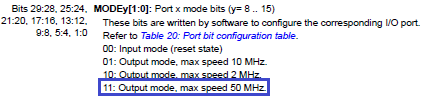 Bits 29:28, 25:24, MODEy[1:0]: Port x mode bits (y= 8 .. 15)
21:20, 17:16, 13:12, These bits are written by software to configure the corresponding I/O port.
9:8, 5:4, 1:0 Refer to Table 20: Port bit configuration table.
00: Input mode (reset state)
01: Output mode, max speed 10 MHz.
10: Output mode, max speed 2 MHz.
11: Output mode, max speed 50 MHz.